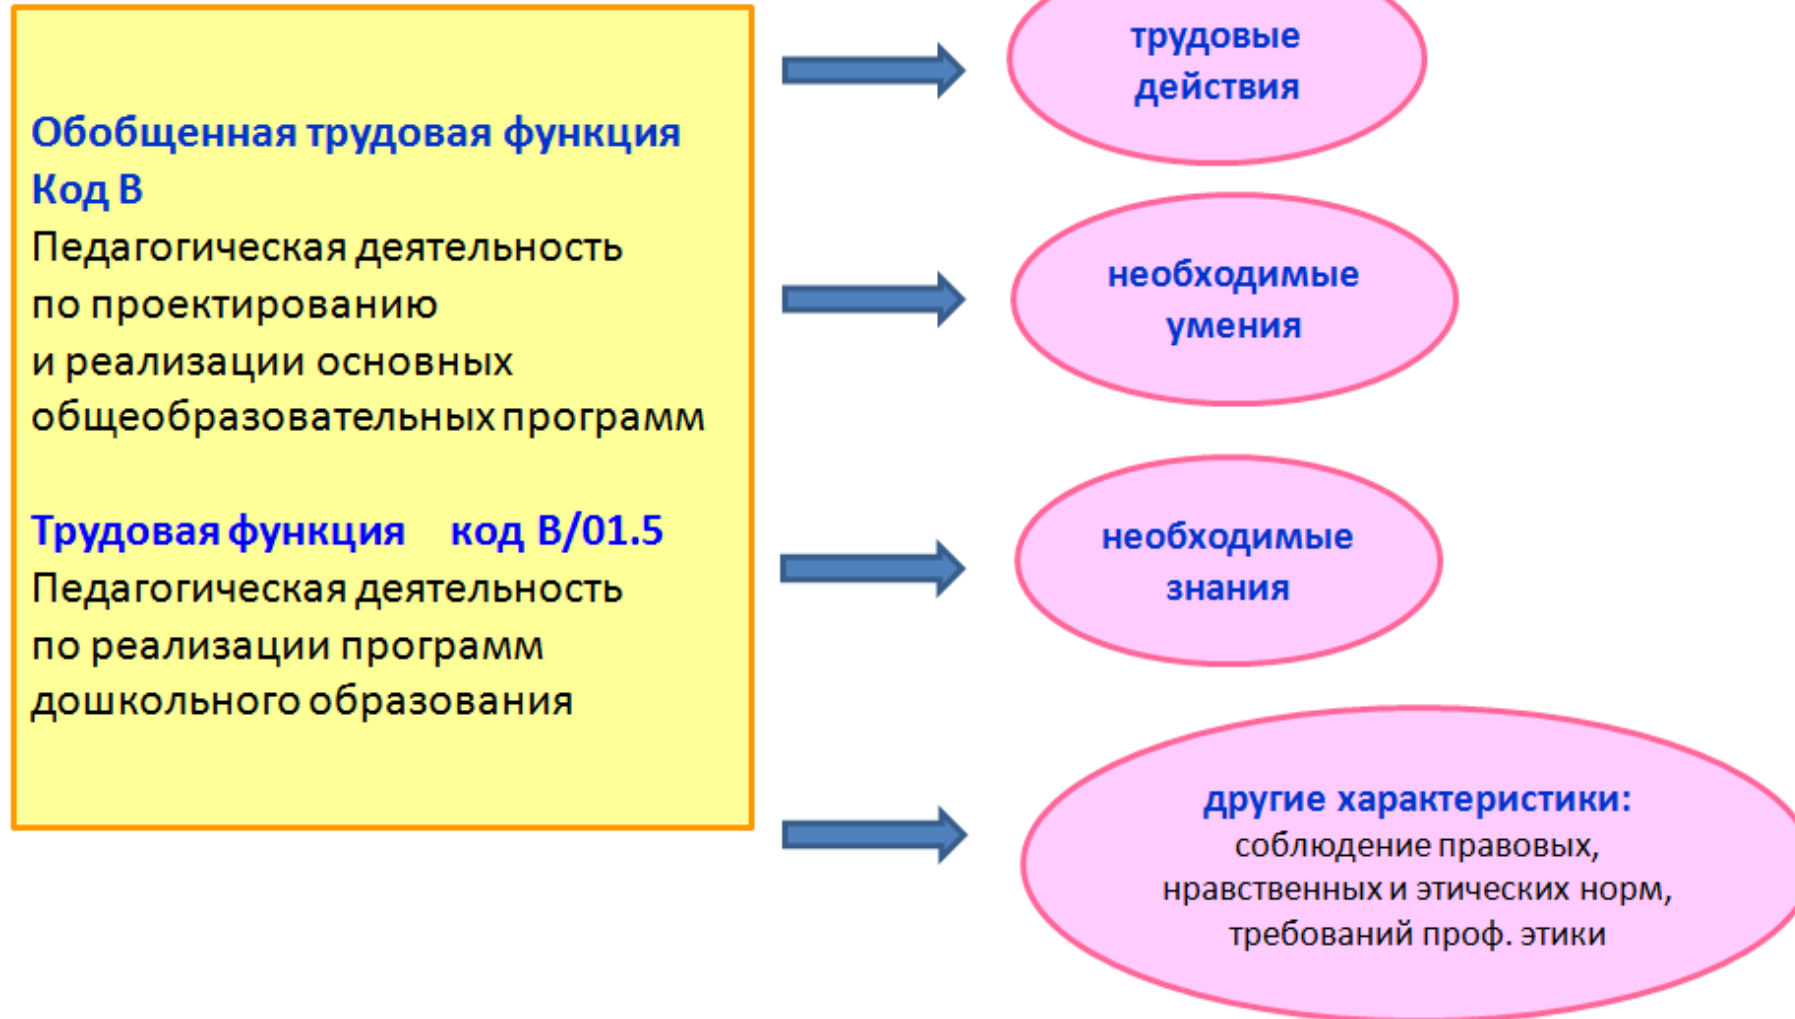 Обобщенная трудовая функция
Код В
Педагогическая деятельность
по проектированию
и реализации основных
общеобразовательных программ
Трудовая функция код В/01.5
Педагогическая деятельность
по реализации программ
дошкольного образования
трудовые
действия
необходимые
умения
необходимые
знания
другие характеристики:
соблюдение правовых,
нравственных и этических норм,
требований проф. этики